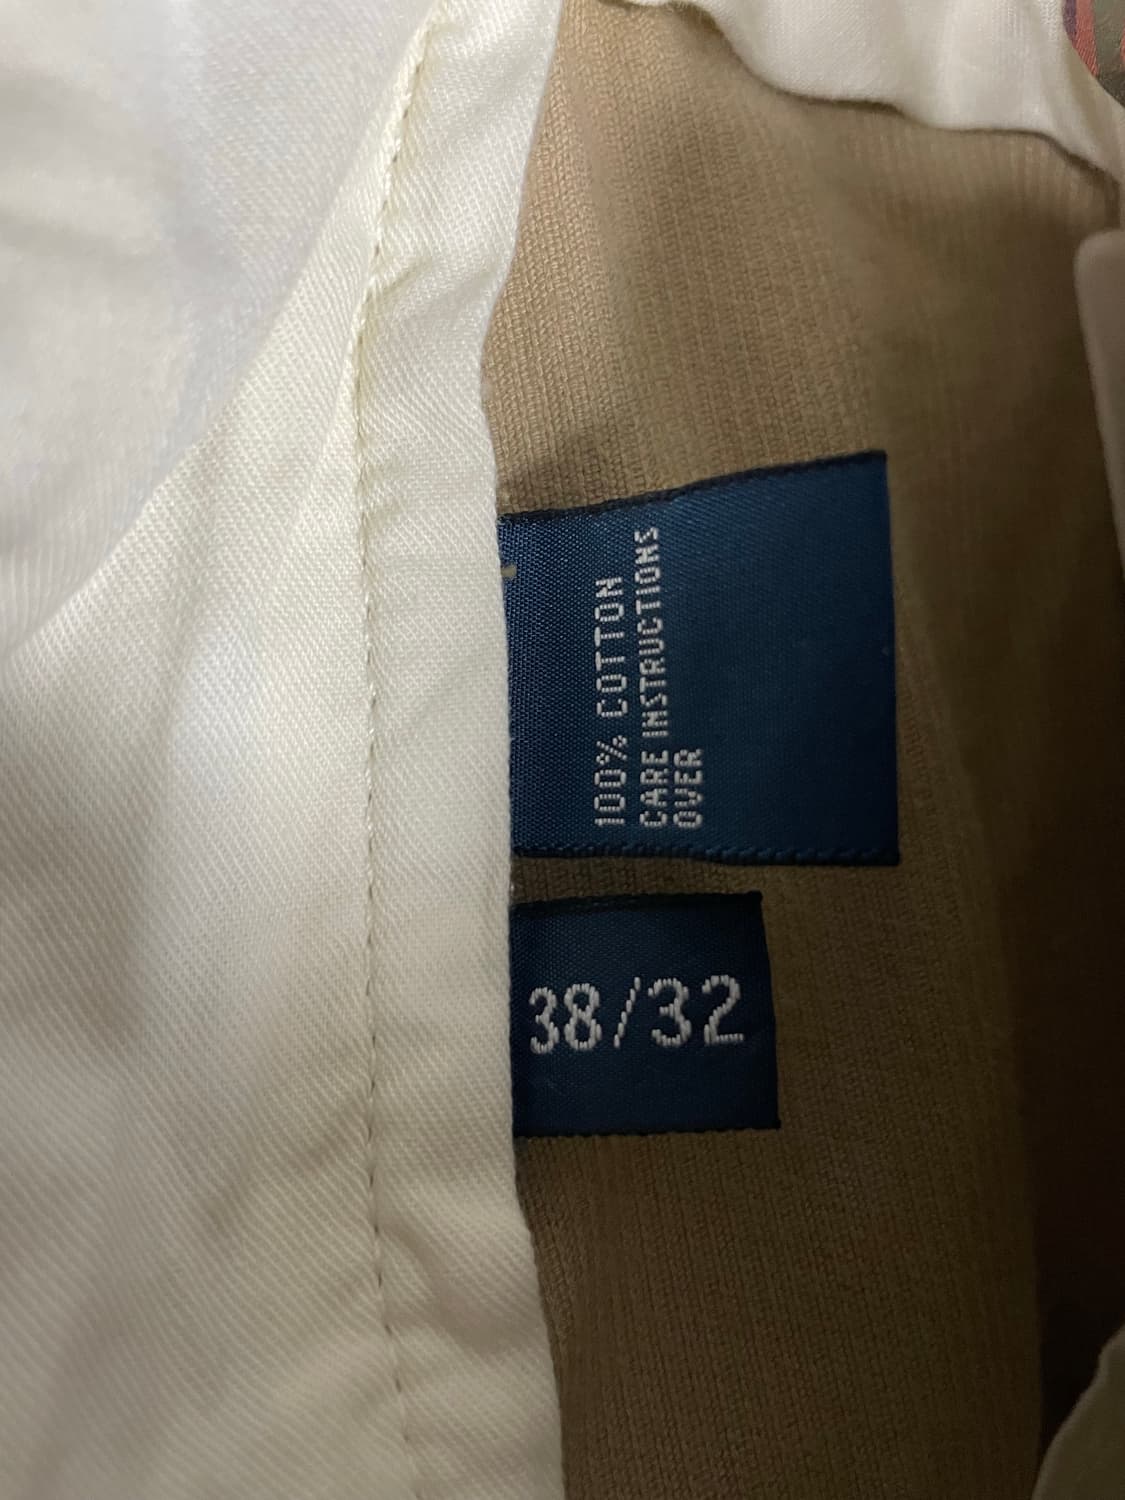 100% COTTON
CARE INSTRUCTIONS
OVER
38/32